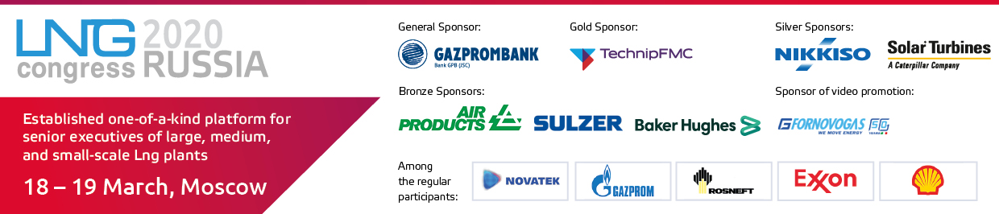 LNG 2020
congress RUSSIA
Established one-of-a-kind platform for
senior executives of large, medium,
and small-scale Lng plants
18 – 19 March, Moscow
General Sponsor:
GAZPROMBANK
Bank GPB (JSC)
Gold Sponsor:
TechnipFMC
Silver Sponsors:
NIKKISO
Solar Turbines
A Caterpillar Company
Bronze Sponsors:
AIR
PRODUCTS
SULZER
Baker Hughes
Sponsor of video promotion:
FORNOVOGAS
WE MOVE ENERGY
Among
the regular
participants:
NOVATEK
GAZPROM
ROSNEFT
Exxon